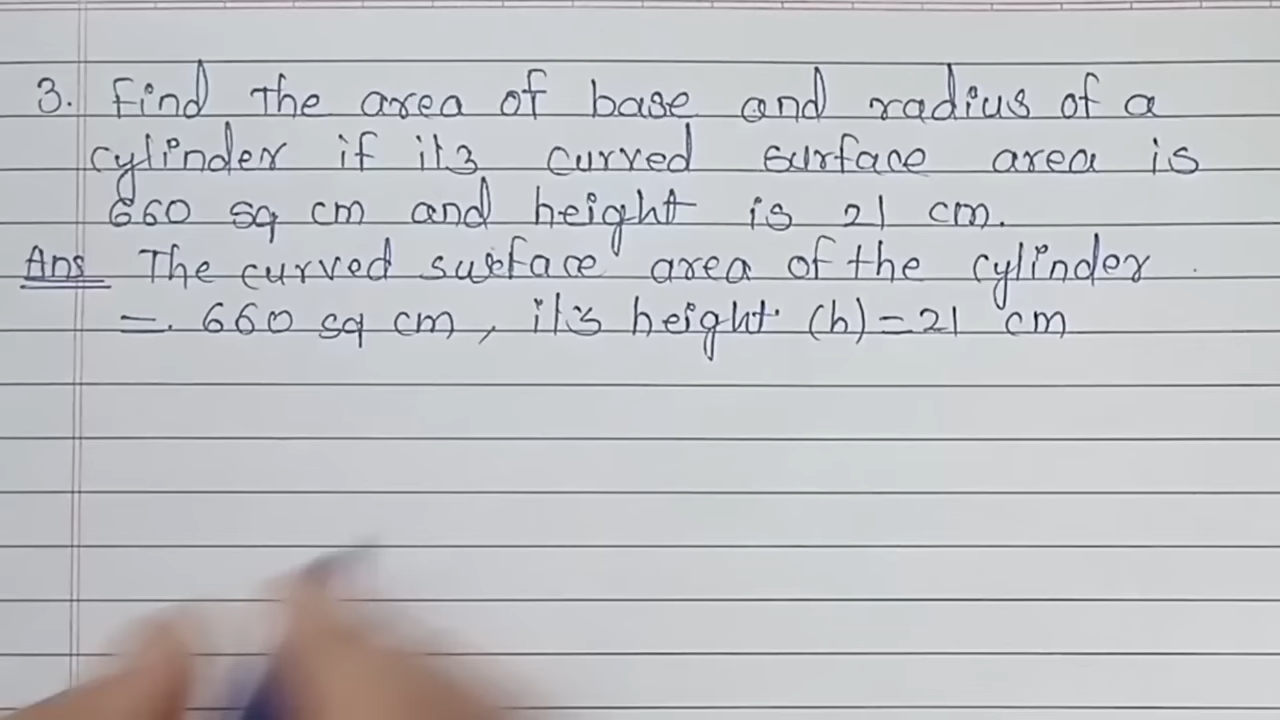 3. Find the area of base and radius of a
cylinder if its curved surface area is
660 sq cm and height is 21 cm.
Ans The curved surface area of the cylinder
= 660 sq cm, its height (h) = 21 cm